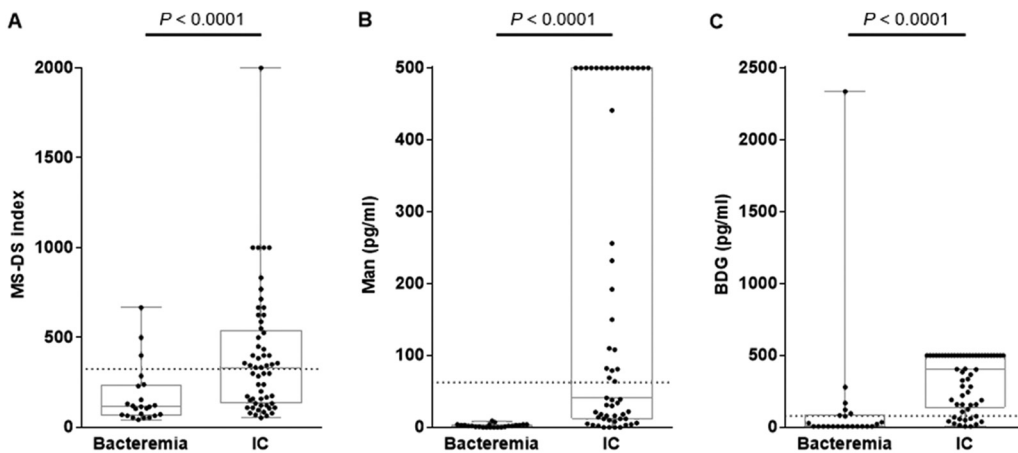 A
P < 0.0001
MS-DS Index
2000
1500
1000
500
0
Bacteremia IC
B
P < 0.0001
Man (pg/ml)
500
400
300
200
100
0
Bacteremia IC
C
P < 0.0001
BDG (pg/ml)
2500
2000
1500
1000
500
0
Bacteremia IC